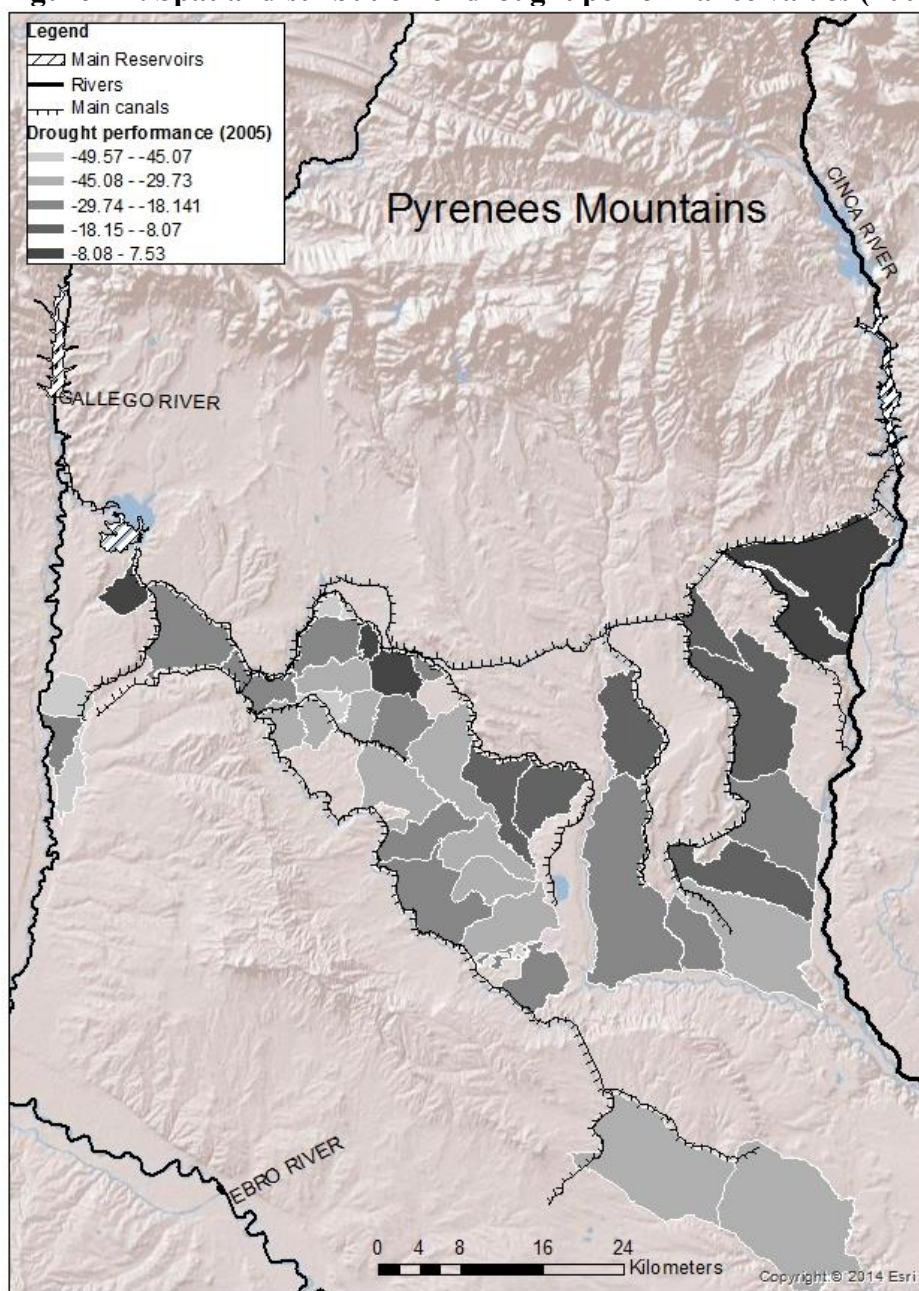 Legend
Main Reservoirs
Rivers
Main canals
Drought performance (2005)
-49.57 - -45.07
-45.08 - -29.73
-29.74 - -18.141
-18.15 - -8.07
-8.08 - 7.53
Pyrenees Mountains
CINCA RIVER
GALLEGO RIVER
EBRO RIVER
0 4 8 16 24
Kilometers
Copyright:© 2014 Esri